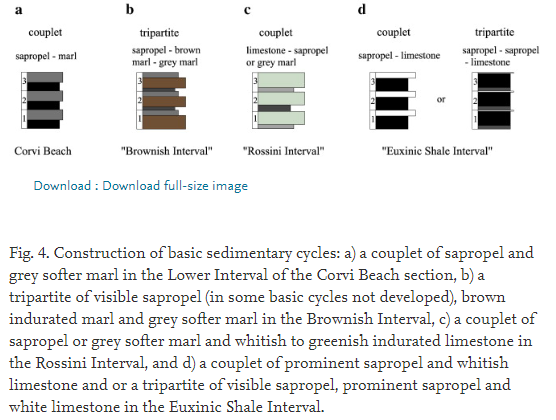 a b c d
couplet tripartite couplet couplet tripartite
sapropel - marl sapropel - brown marl - grey marl limestone - sapropel or grey marl sapropel - limestone sapropel - sapropel - limestone
3 3 3 3 3
2 2 2 2 or 2
1 1 1 1 1
Corvi Beach "Brownish Interval" "Rossini Interval" "Euxinic Shale Interval"
Download : Download full-size image
Fig. 4. Construction of basic sedimentary cycles: a) a couplet of sapropel and
grey softer marl in the Lower Interval of the Corvi Beach section, b) a
tripartite of visible sapropel (in some basic cycles not developed), brown
indurated marl and grey softer marl in the Brownish Interval, c) a couplet of
sapropel or grey softer marl and whitish to greenish indurated limestone in
the Rossini Interval, and d) a couplet of prominent sapropel and whitish
limestone and or a tripartite of visible sapropel, prominent sapropel and
white limestone in the Euxinic Shale Interval.